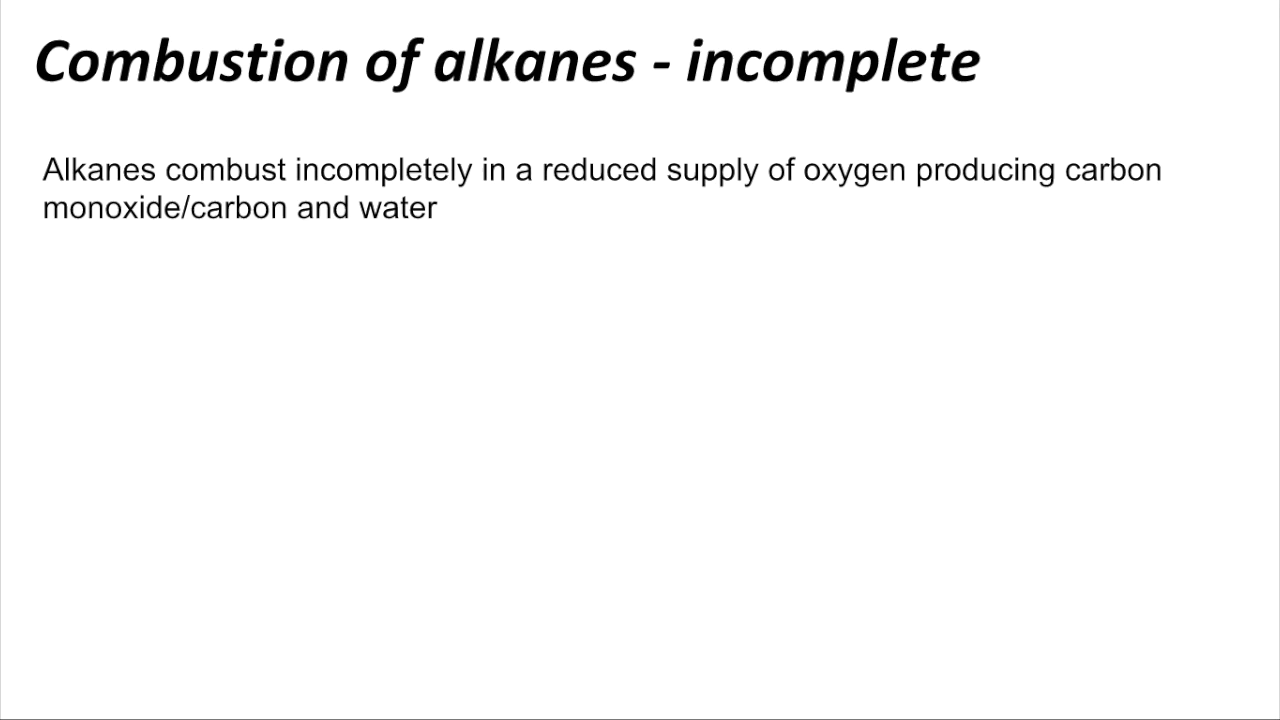 Combustion of alkanes - incomplete
Alkanes combust incompletely in a reduced supply of oxygen producing carbon
monoxide/carbon and water